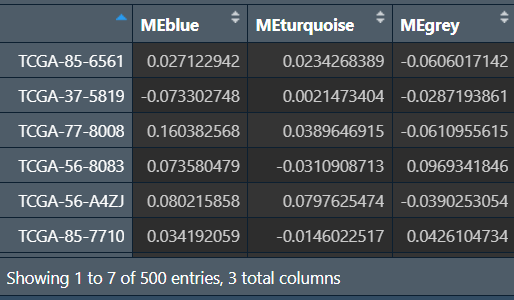 MEblue MEturquoise MEgrey
TCGA-85-6561 0.027122942 0.0234268389 -0.0606017142
TCGA-37-5819 -0.073302748 0.0021473404 -0.0287193861
TCGA-77-8008 0.160382568 0.0389646915 -0.0610955615
TCGA-56-8083 0.073580479 -0.0310908713 0.0969341846
TCGA-56-A4ZJ 0.080215858 0.0797625474 -0.0390253054
TCGA-85-7710 0.034192059 -0.0146022517 0.0426104734
Showing 1 to 7 of 500 entries, 3 total columns